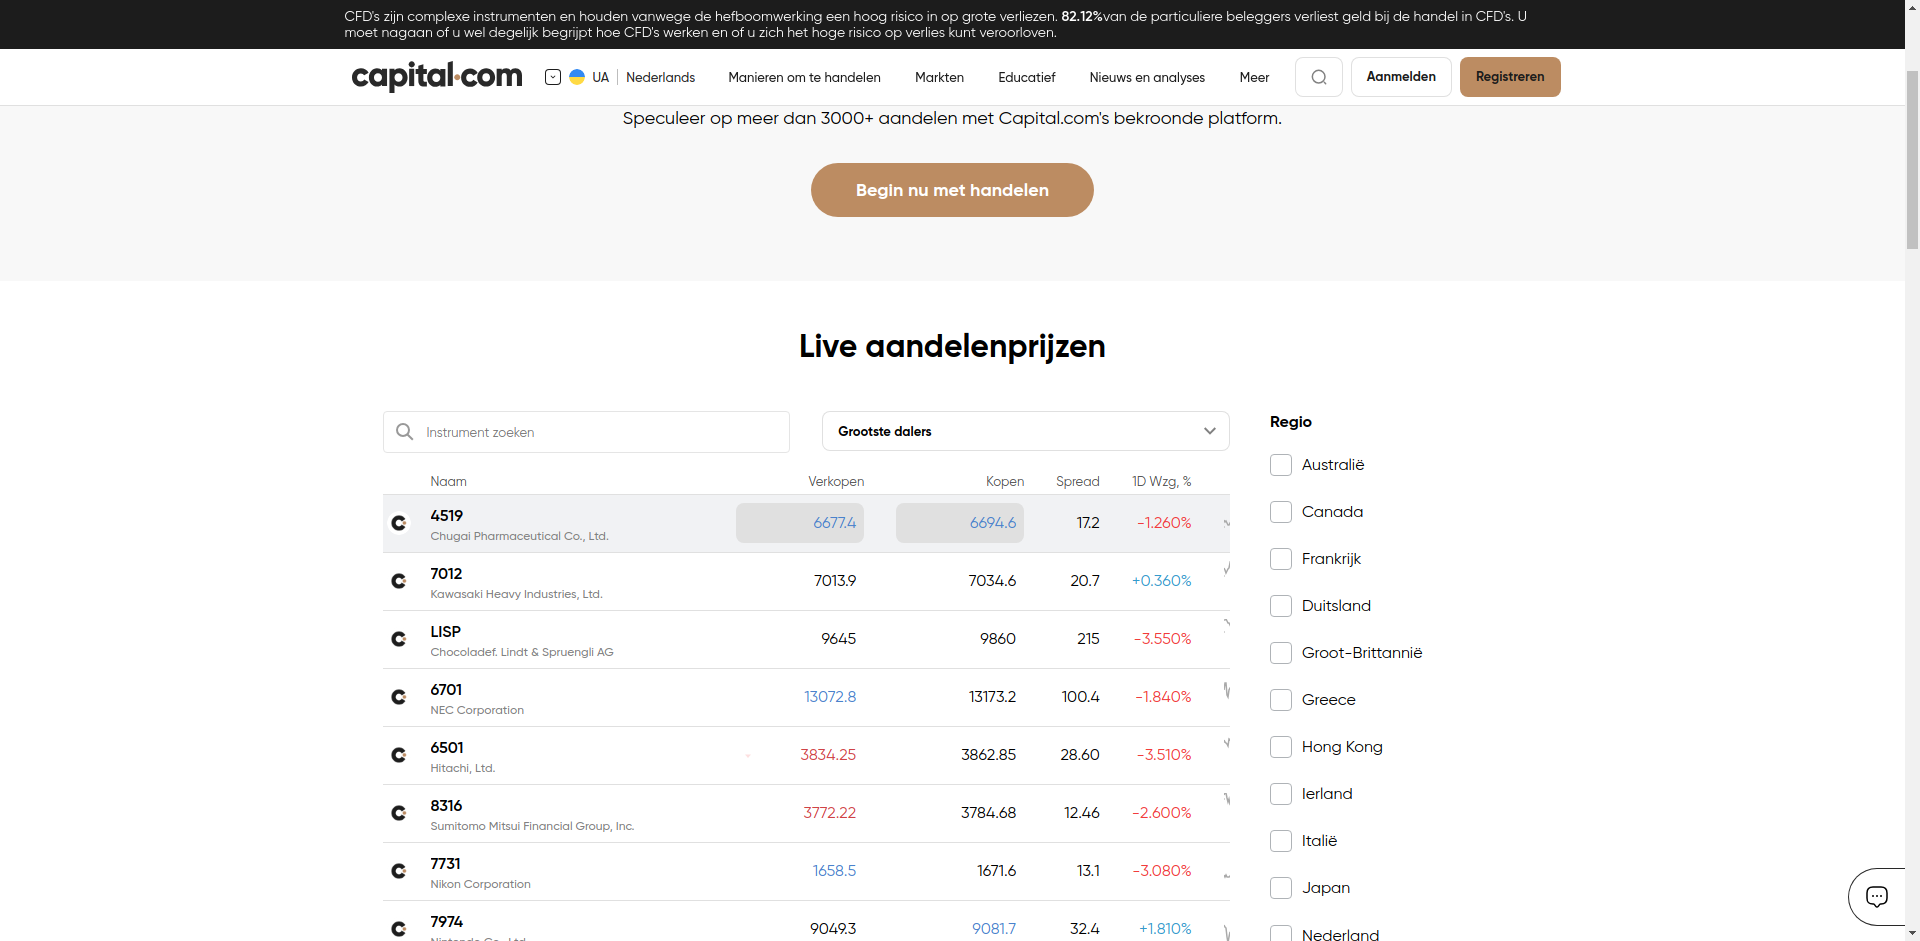 CFD's zijn complexe instrumenten en houden vanwege de hefboomwerking een hoog risico in op grote verliezen. 82.12%van de particuliere beleggers verliest geld bij de handel in CFD's. U
moet nagaan of u wel degelijk begrijpt hoe CFD's werken en of u zich het hoge risico op verlies kunt veroorloven.
capital.com UA Nederlands Manieren om te handelen Markten Educatief Nieuws en analyses Meer Aanmelden Registreren
Speculeer op meer dan 3000+ aandelen met Capital.com's bekroonde platform.
Begin nu met handelen
Live aandelenprijzen
Instrument zoeken Grootste dalers
Naam Verkopen Kopen Spread 1D Wzg, %
4519 6677.4 6694.6 17.2 -1.260%
Chugai Pharmaceutical Co., Ltd.
7012 7013.9 7034.6 20.7 +0.360%
Kawasaki Heavy Industries, Ltd.
LISP 9645 9860 215 -3.550%
Chocoladef. Lindt & Spruengli AG
6701 13072.8 13173.2 100.4 -1.840%
NEC Corporation
6501 3834.25 3862.85 28.60 -3.510%
Hitachi, Ltd.
8316 3772.22 3784.68 12.46 -2.600%
Sumitomo Mitsui Financial Group, Inc.
7731 1658.5 1671.6 13.1 -3.080%
Nikon Corporation
7974 9049.3 9081.7 32.4 +1.810%
Regio
Australië
Canada
Frankrijk
Duitsland
Groot-Brittannië
Greece
Hong Kong
Ierland
Italië
Japan
Nederland